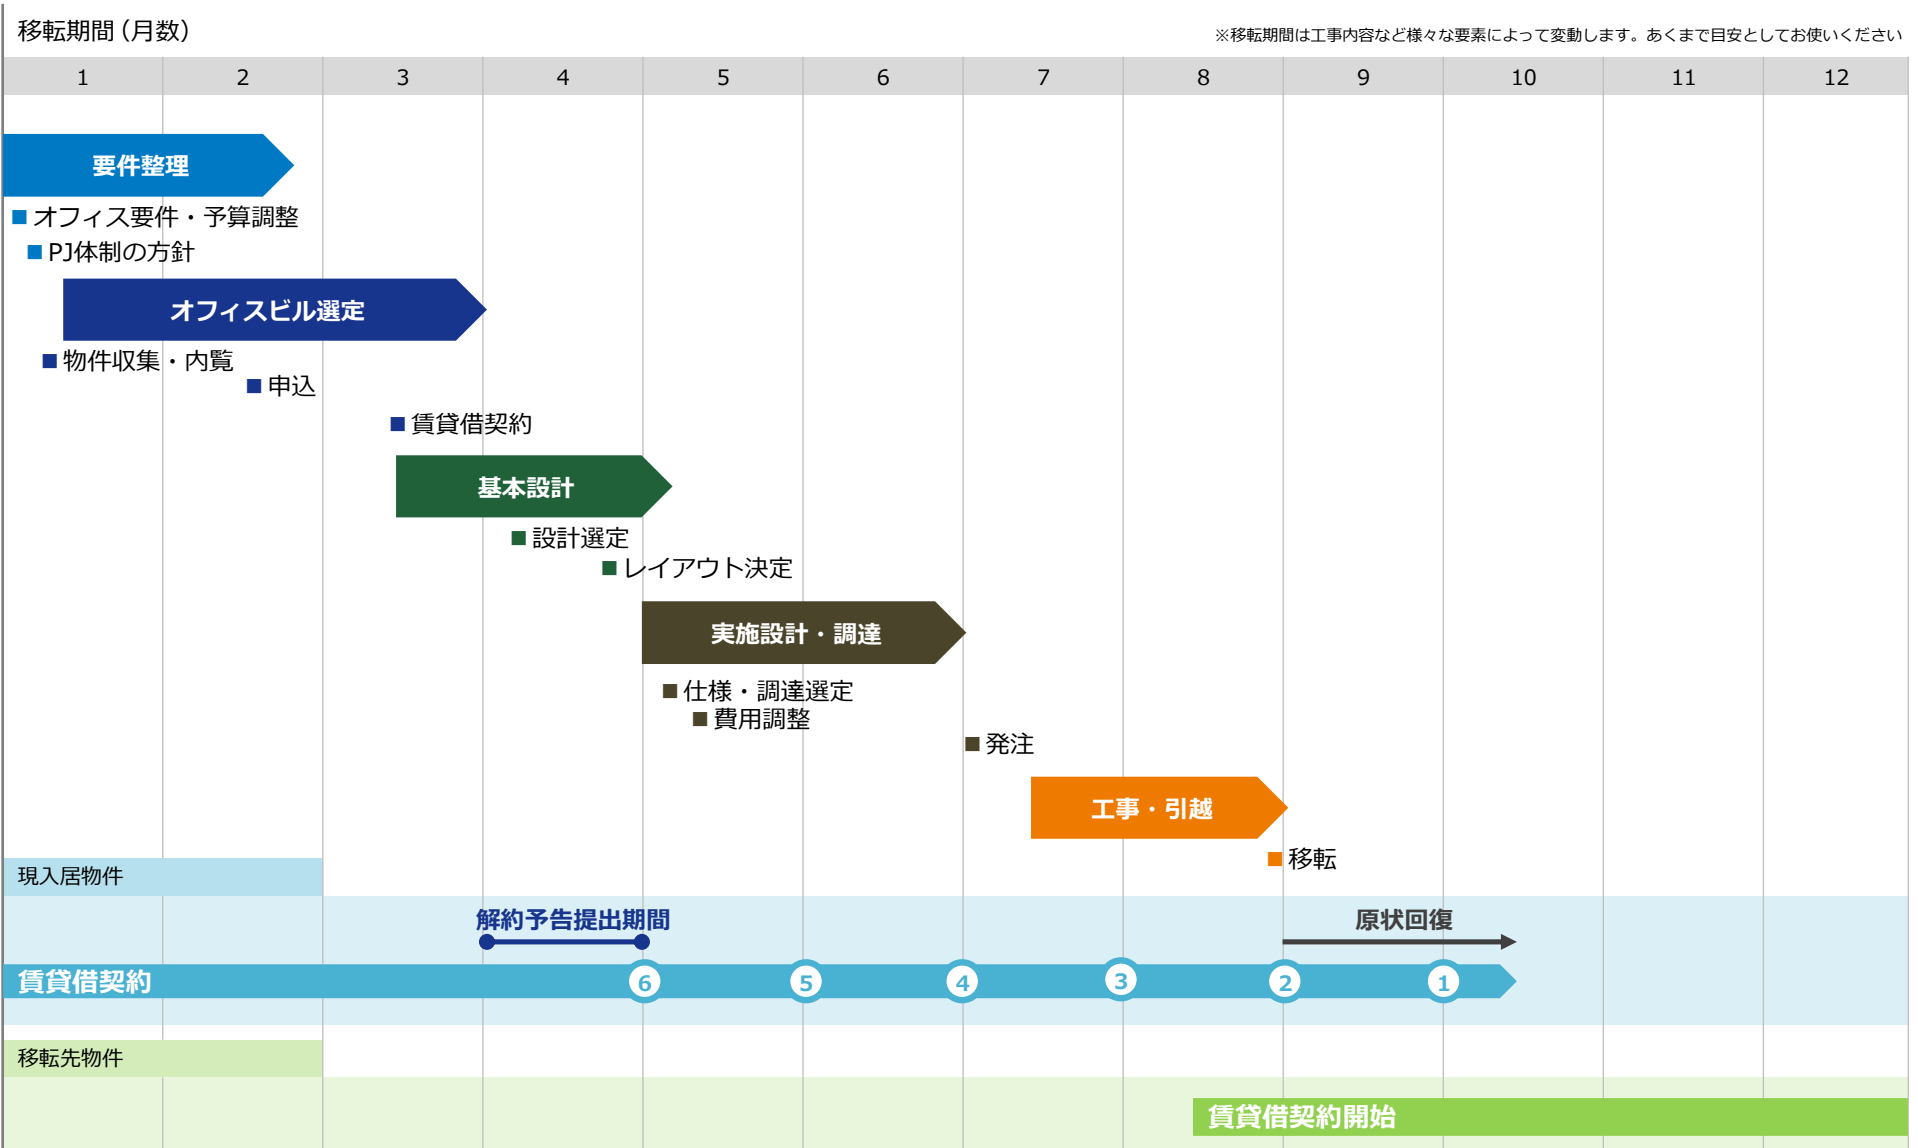 移転期間（月数）
※移転期間は工事内容など様々な要素によって変動します。あくまで目安としてお使いください
1 2 3 4 5 6 7 8 9 10 11 12
要件整理
■オフィス要件・予算調整
■PJ体制の方針
オフィスビル選定
■物件収集・内覧
■申込
■賃貸借契約
基本設計
■設計選定
■レイアウト決定
実施設計・調達
■仕様・調達選定
■費用調整
■発注
工事・引越
■移転
現入居物件
解約予告提出期間
原状回復
賃貸借契約
6 5 4 3 2 1
移転先物件
賃貸借契約開始